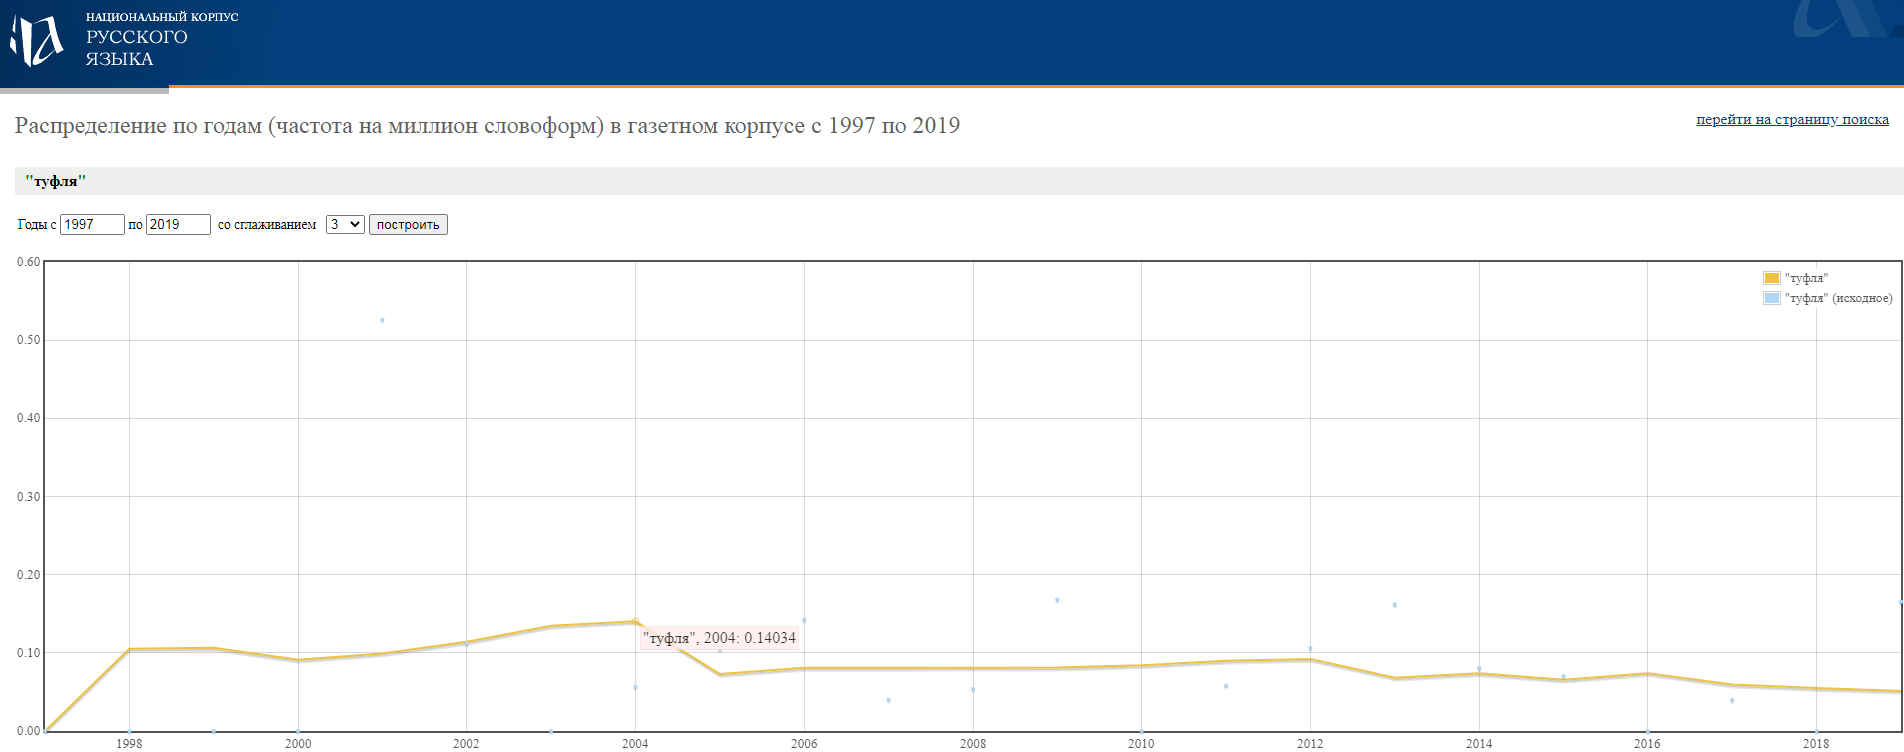 НАЦИОНАЛЬНЫЙ КОРПУС
РУССКОГО
ЯЗЫКА
Распределение по годам (частота на миллион словоформ) в газетном корпусе с 1997 по 2019
перейти на страницу поиска
"туфля"
Годы с 1997 по 2019 со сглаживанием 3 построить
0.60
"туфля"
"туфля" (исходное)
0.50
0.40
0.30
0.20
"туфля", 2004: 0.14034
0.10
0.00
1998 2000 2002 2004 2006 2008 2010 2012 2014 2016 2018